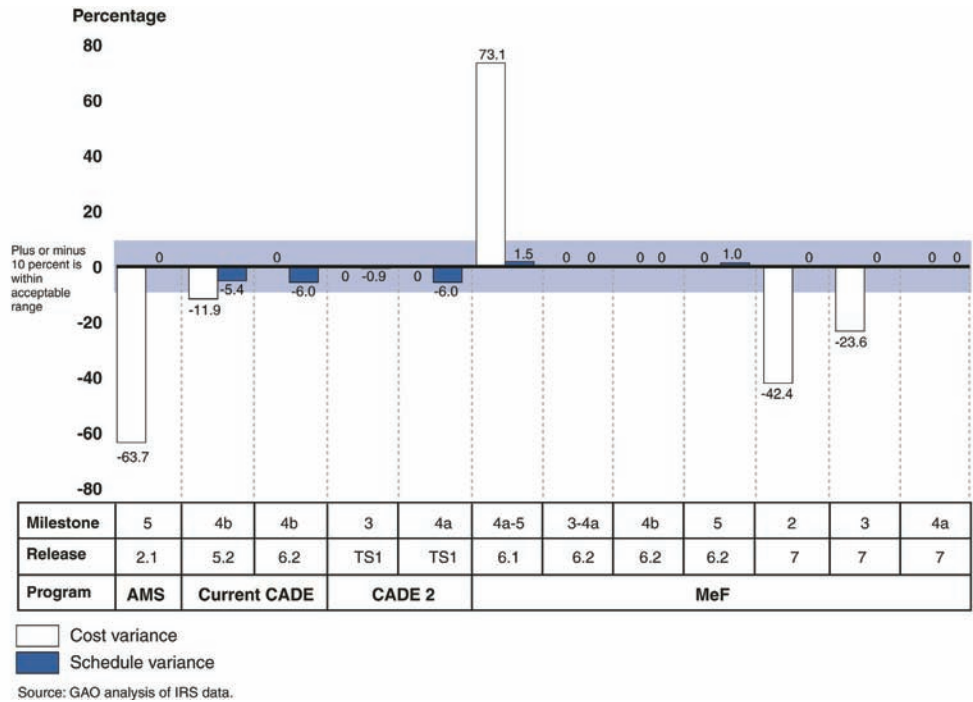 Percentage
80
60
40
20
0
-20
-40
-60
-80
Plus or minus
10 percent is
within
acceptable
range
-63.7
0
-11.9
-5.4
0
-6.0
0
-0.9
0
-6.0
73.1
1.5
0
0
0
0
0
1.0
-42.4
0
-23.6
0
0
0
Milestone 5 4b 4b 3 4a 4a-5 3-4a 4b 5 2 3 4a
Release 2.1 5.2 6.2 TS1 TS1 6.1 6.2 6.2 6.2 7 7 7
Program AMS Current CADE CADE 2 MeF
Cost variance
Schedule variance
Source: GAO analysis of IRS data.